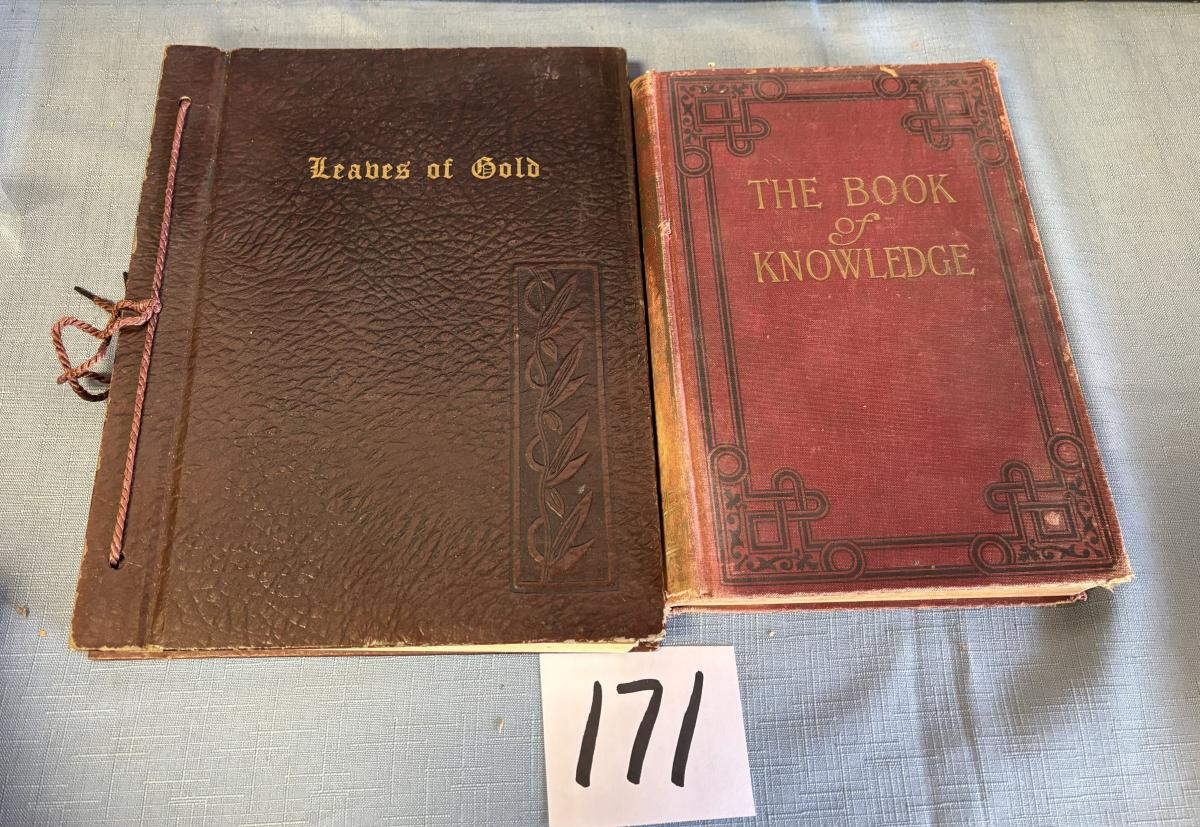 Leaves of Gold
THE BOOK
of
KNOWLEDGE
171